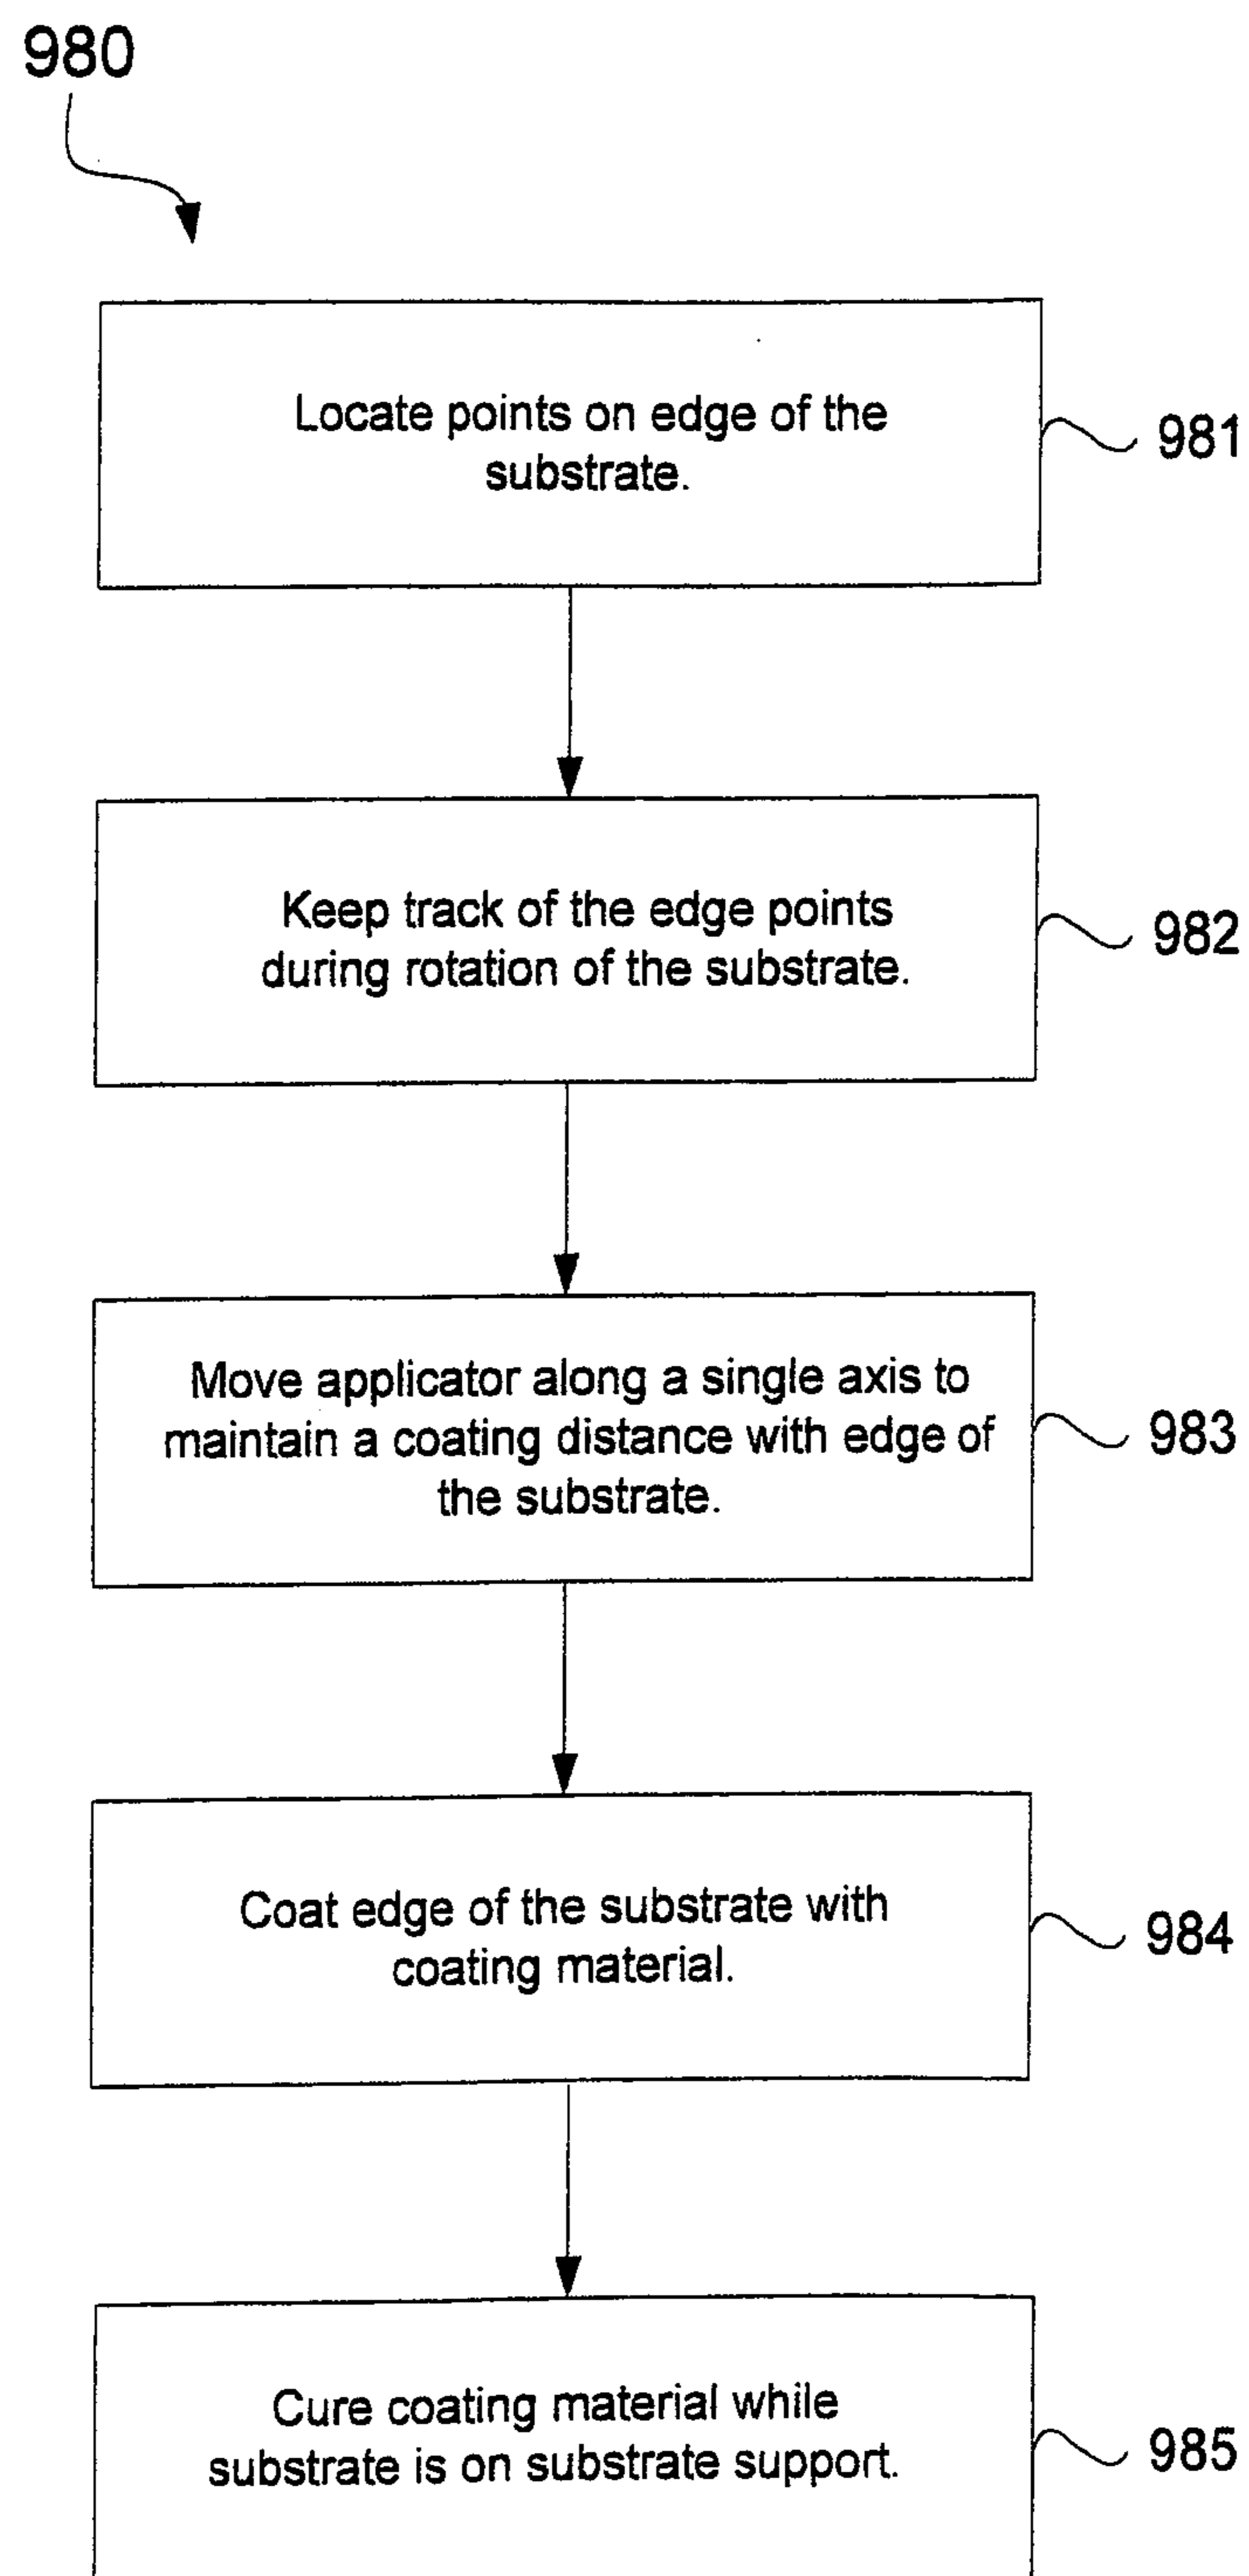 980
Locate points on edge of the
substrate.
981
Keep track of the edge points
during rotation of the substrate.
982
Move applicator along a single axis to
maintain a coating distance with edge of
the substrate.
983
Coat edge of the substrate with
coating material.
984
Cure coating material while
substrate is on substrate support.
985